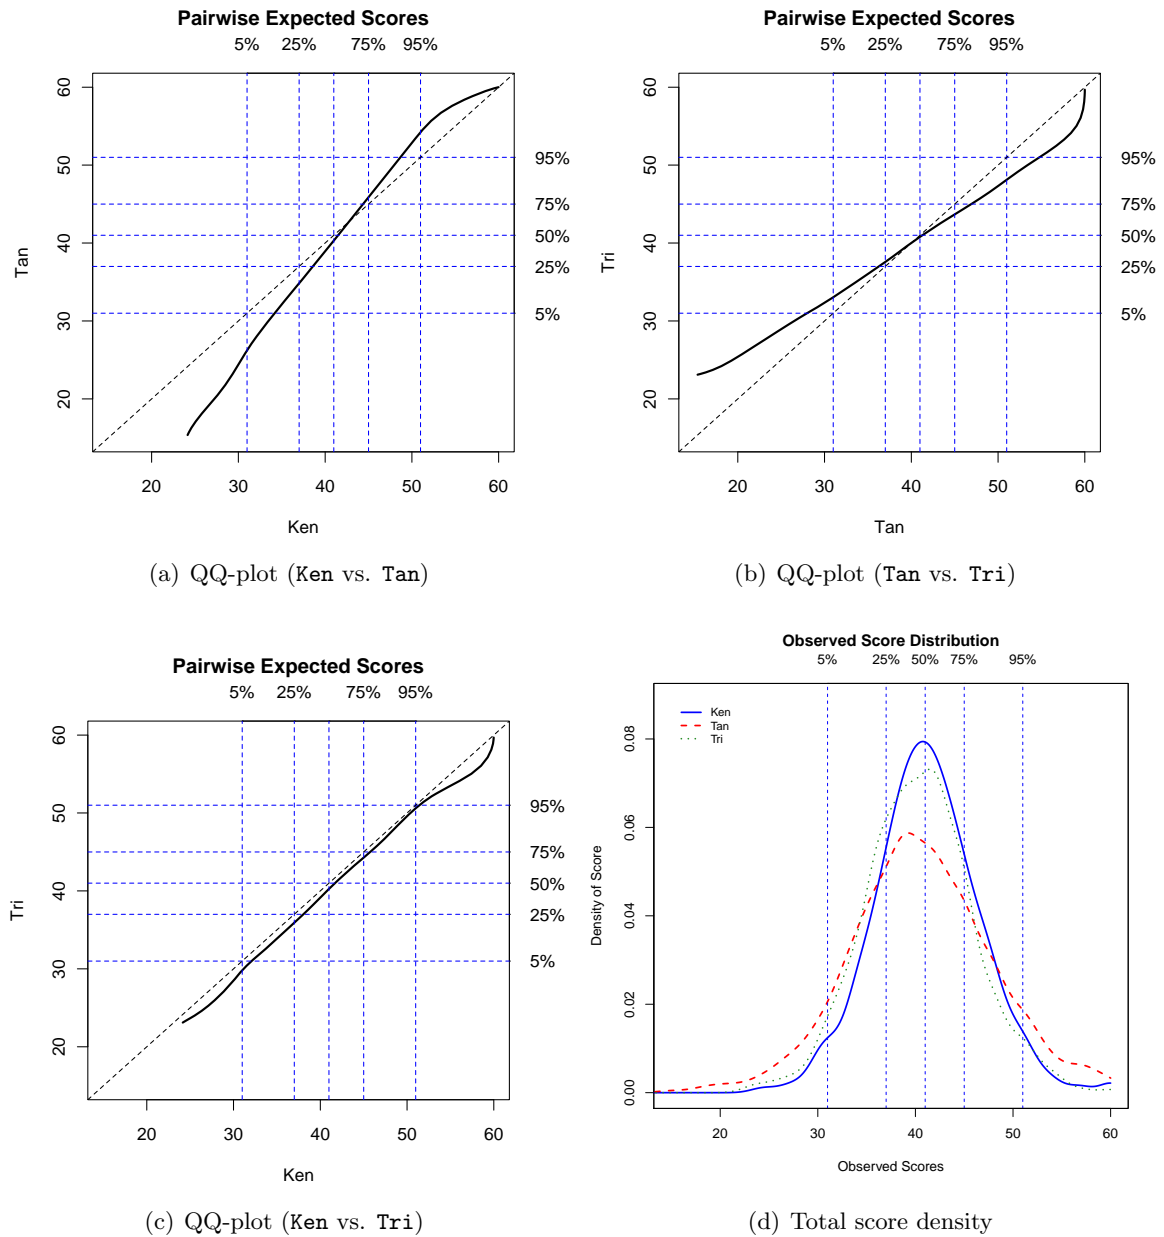 Pairwise Expected Scores
5% 25% 75% 95%
60
50
40
30
20
Tan
95%
75%
50%
25%
5%
20 30 40 50 60
Ken
(a) QQ-plot (Ken vs. Tan)
Pairwise Expected Scores
5% 25% 75% 95%
60
50
40
30
20
Tri
95%
75%
50%
25%
5%
20 30 40 50 60
Tan
(b) QQ-plot (Tan vs. Tri)
Pairwise Expected Scores
5% 25% 75% 95%
60
50
40
30
20
Tri
95%
75%
50%
25%
5%
20 30 40 50 60
Ken
(c) QQ-plot (Ken vs. Tri)
Observed Score Distribution
5% 25% 50% 75% 95%
Ken
Tan
Tri
0.08
0.06
0.04
0.02
0.00
Density of Score
20 30 40 50 60
Observed Scores
(d) Total score density